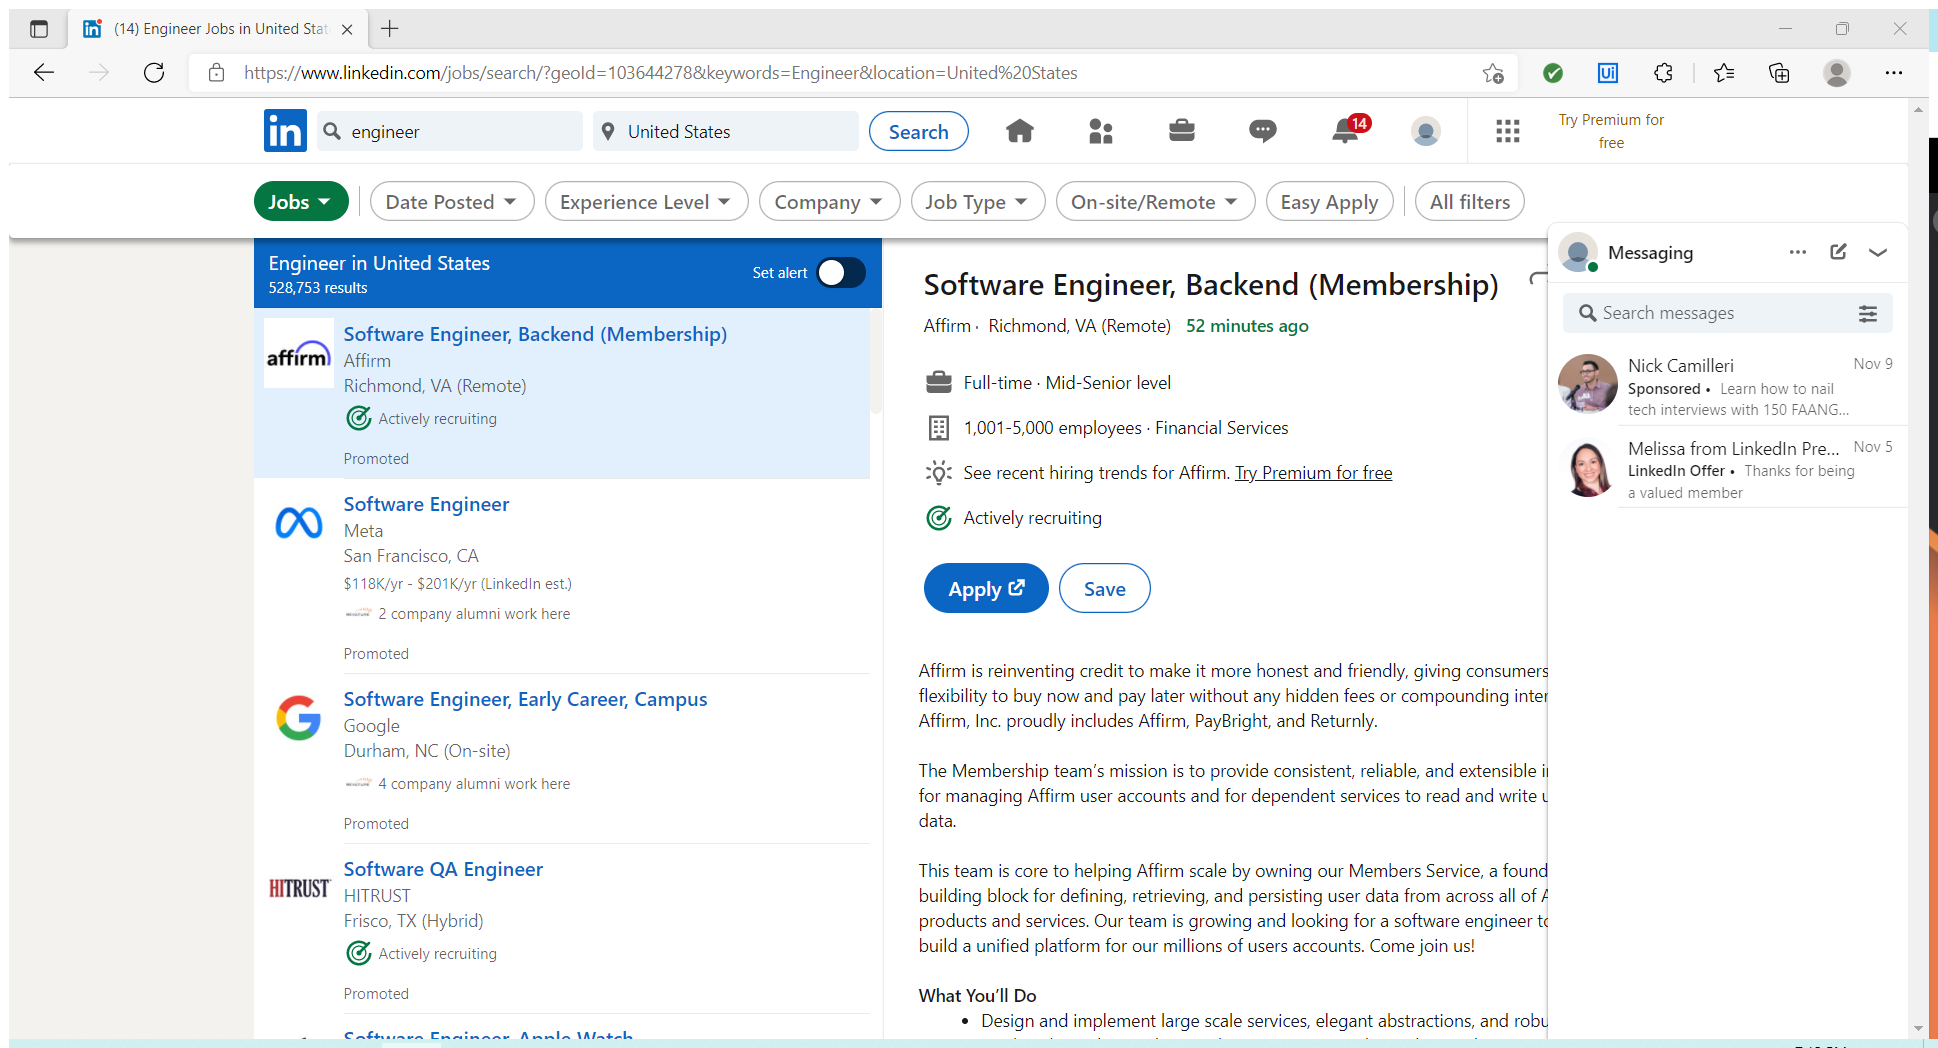 (14) Engineer Jobs in United Stat
https://www.linkedin.com/jobs/search/?geoId=103644278&keywords=Engineer&location=United%20States
in
engineer
United States
Search
14
Try Premium for
free
Jobs
Date Posted
Experience Level
Company
Job Type
On-site/Remote
Easy Apply
All filters
Engineer in United States
528,753 results
Set alert
affirm
Software Engineer, Backend (Membership)
Affirm
Richmond, VA (Remote)
Actively recruiting
Promoted
Software Engineer
Meta
San Francisco, CA
$118K/yr - $201K/yr (LinkedIn est.)
2 company alumni work here
Promoted
Software Engineer, Early Career, Campus
Google
Durham, NC (On-site)
4 company alumni work here
Promoted
HITRUST
Software QA Engineer
HITRUST
Frisco, TX (Hybrid)
Actively recruiting
Promoted
Software Engineer, Apple Watch
Software Engineer, Backend (Membership)
Affirm · Richmond, VA (Remote) 52 minutes ago
Full-time · Mid-Senior level
1,001-5,000 employees · Financial Services
See recent hiring trends for Affirm. Try Premium for free
Actively recruiting
Apply
Save
Affirm is reinventing credit to make it more honest and friendly, giving consumers
flexibility to buy now and pay later without any hidden fees or compounding inter
Affirm, Inc. proudly includes Affirm, PayBright, and Returnly.
The Membership team's mission is to provide consistent, reliable, and extensible i
for managing Affirm user accounts and for dependent services to read and write u
data.
This team is core to helping Affirm scale by owning our Members Service, a found
building block for defining, retrieving, and persisting user data from across all of A
products and services. Our team is growing and looking for a software engineer to
build a unified platform for our millions of users accounts. Come join us!
What You'll Do
• Design and implement large scale services, elegant abstractions, and robu
Messaging
Search messages
Nick Camilleri Nov 9
Sponsored • Learn how to nail
tech interviews with 150 FAANG...
Melissa from LinkedIn Pre... Nov 5
LinkedIn Offer • Thanks for being
a valued member
Ui